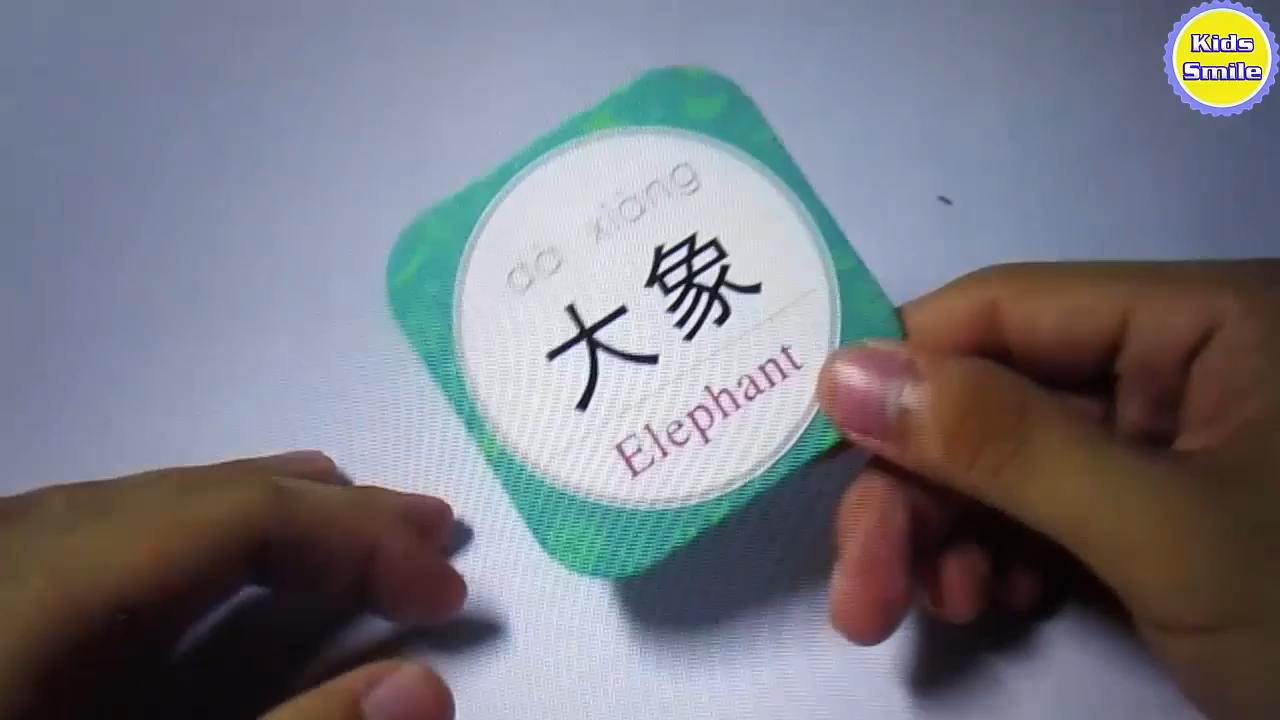 dà xiàng
大象
Elephant
Kids
Smile